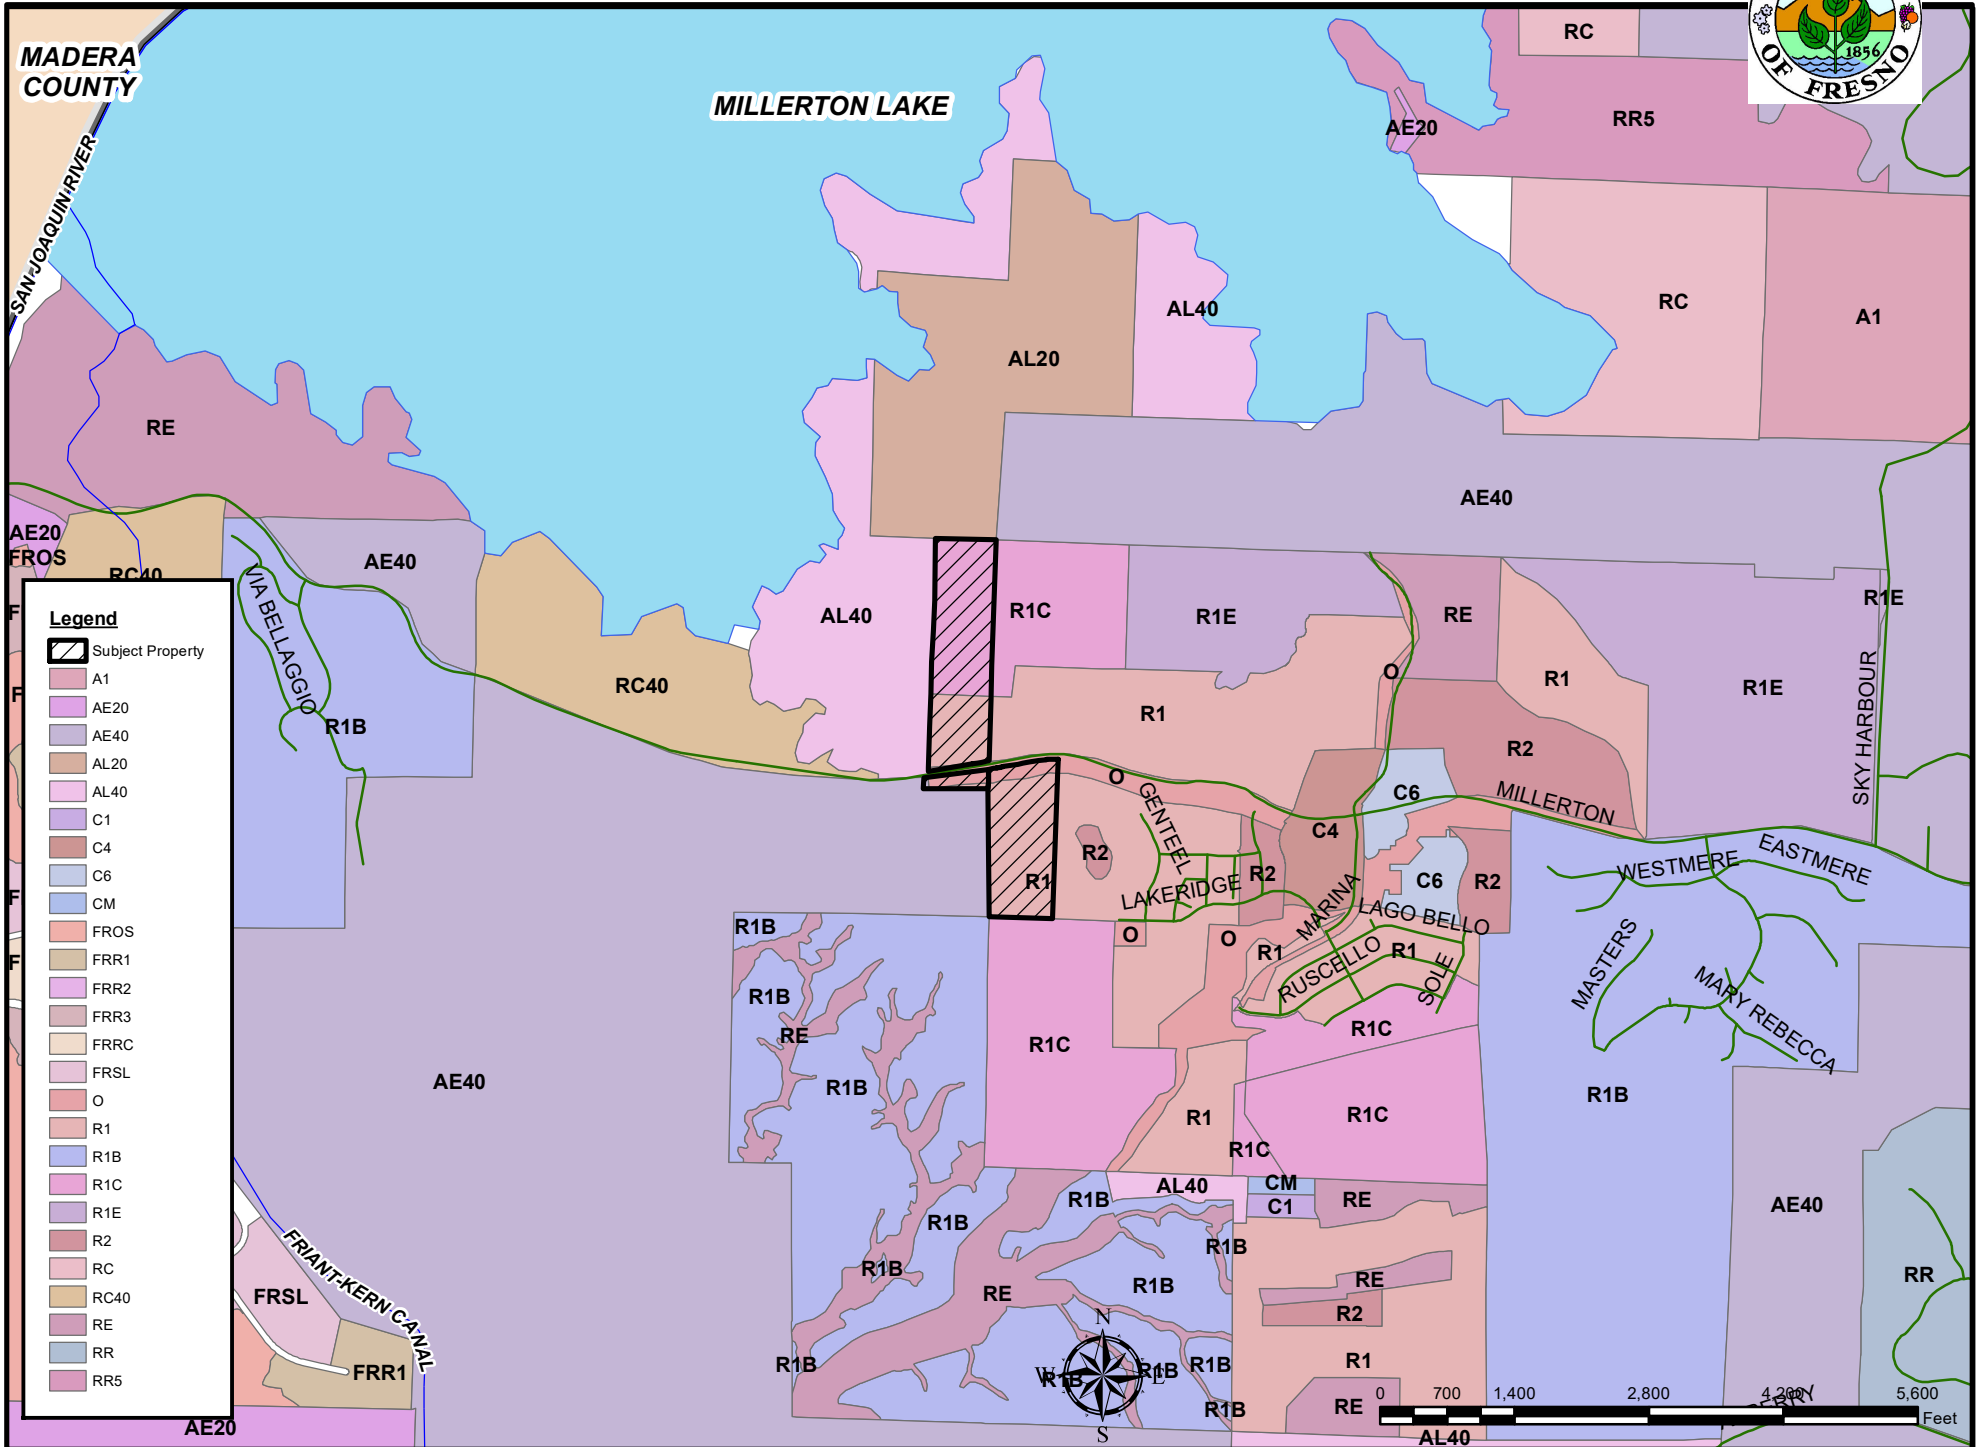 MADERA
COUNTY
MILLERTON LAKE
SAN JOAQUIN RIVER
1856
OF FRESNO
RC
RR5
AE20
RC
A1
AL40
AL20
RE
AE40
AE20
FROS
RC40
AE40
VIA BELLAGGIO
R1B
RC40
AL40
R1C
R1E
RE
R1
R1E
R1E
SKY HARBOUR
O
R1
R2
C6
MILLERTON
O
GENTEEL
C4
R2
R1
LAKERIDGE
R2
C6
R2
WESTMERE
EASTMERE
MARINA
LAGO BELLO
R1B
O
O
R1
RUSCELLO
R1
SOLE
MASTERS
MARY REBECCA
R1B
RE
R1C
R1C
AE40
R1B
R1B
R1
R1C
R1C
AL40
CM
C1
RE
R1B
R1B
R1B
AE40
R1B
RE
R1B
RE
R2
RR
FRIANT-KERN CANAL
FRSL
FRR1
R1B
R1B
R1B
R1B
R1
R1B
RE
AE20
AL40
N
W
E
S
0 700 1,400 2,800 4,200 5,600
Feet
F
F
F
F
Legend
Subject Property
A1
AE20
AE40
AL20
AL40
C1
C4
C6
CM
FROS
FRR1
FRR2
FRR3
FRRC
FRSL
O
R1
R1B
R1C
R1E
R2
RC
RC40
RE
RR
RR5